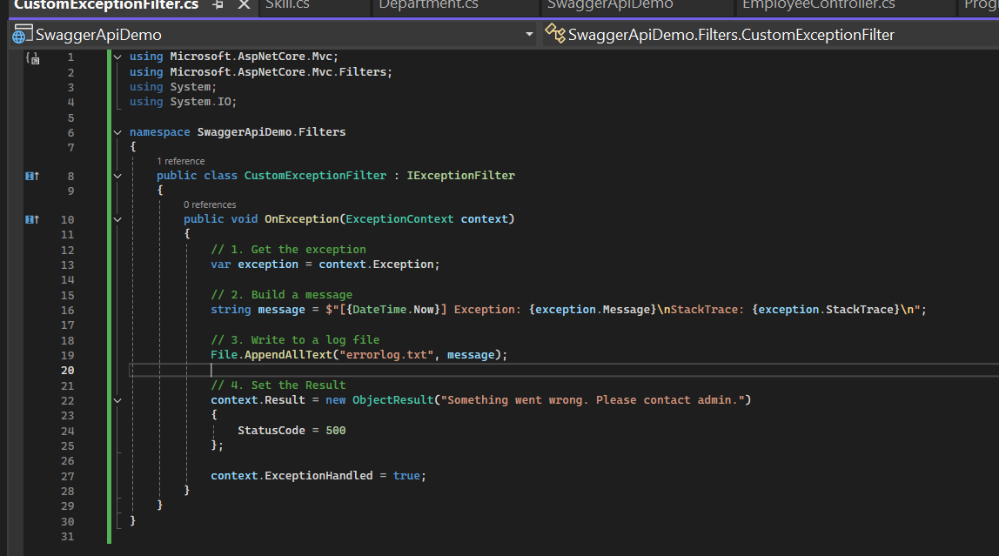 CustomExceptionFilter.cs Skill.cs Department.cs SwaggerApiDemo EmployeeController.cs
SwaggerApiDemo SwaggerApiDemo.Filters.CustomExceptionFilter
1 using Microsoft.AspNetCore.Mvc;
2 using Microsoft.AspNetCore.Mvc.Filters;
3 using System;
4 using System.IO;
5
6 namespace SwaggerApiDemo.Filters
7 {
1 reference
8 public class CustomExceptionFilter : IExceptionFilter
9 {
0 references
10 public void OnException(ExceptionContext context)
11 {
12 // 1. Get the exception
13 var exception = context.Exception;
14
15 // 2. Build a message
16 string message = $"[{DateTime.Now}] Exception: {exception.Message}\nStackTrace: {exception.StackTrace}\n";
17
18 // 3. Write to a log file
19 File.AppendAllText("errorlog.txt", message);
20
21 // 4. Set the Result
22 context.Result = new ObjectResult("Something went wrong. Please contact admin.")
23 {
24 StatusCode = 500
25 };
26
27 context.ExceptionHandled = true;
28 }
29 }
30 }
31